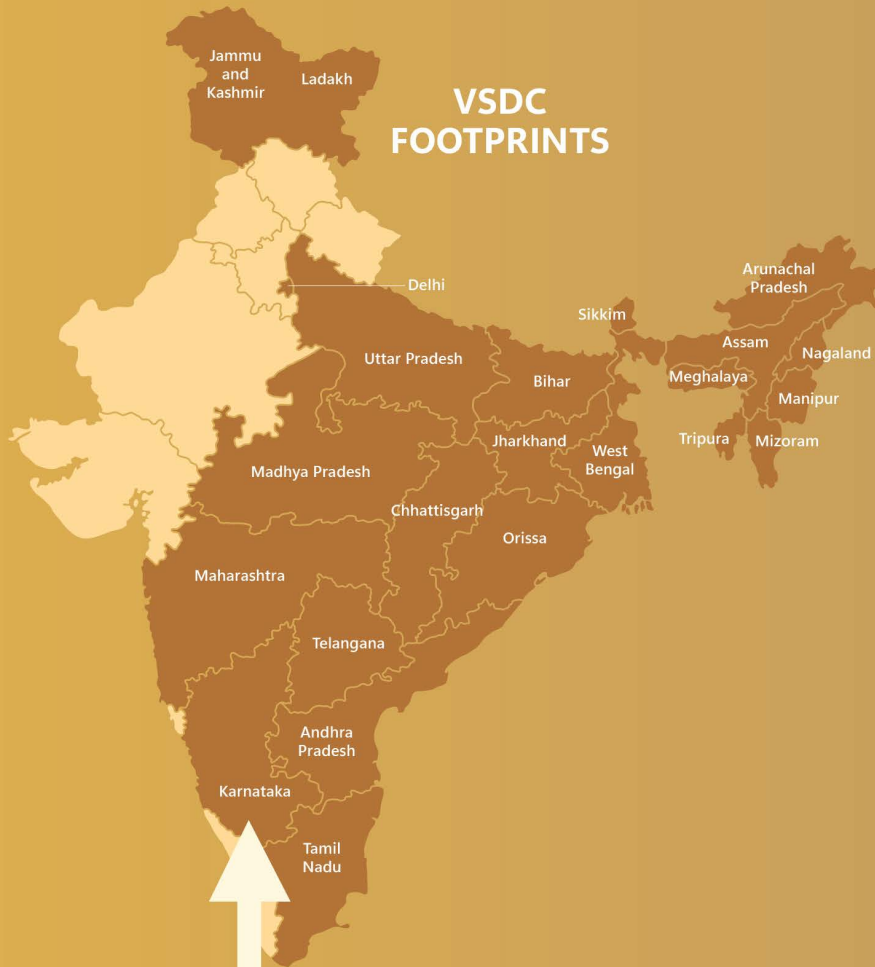 VSDC
FOOTPRINTS
Jammu
and
Kashmir
Ladakh
Delhi
Arunachal
Pradesh
Sikkim
Assam
Nagaland
Uttar Pradesh
Meghalaya
Bihar
Manipur
Jharkhand
Tripura
Mizoram
West
Bengal
Madhya Pradesh
Chhattisgarh
Orissa
Maharashtra
Telangana
Andhra
Pradesh
Karnataka
Tamil
Nadu